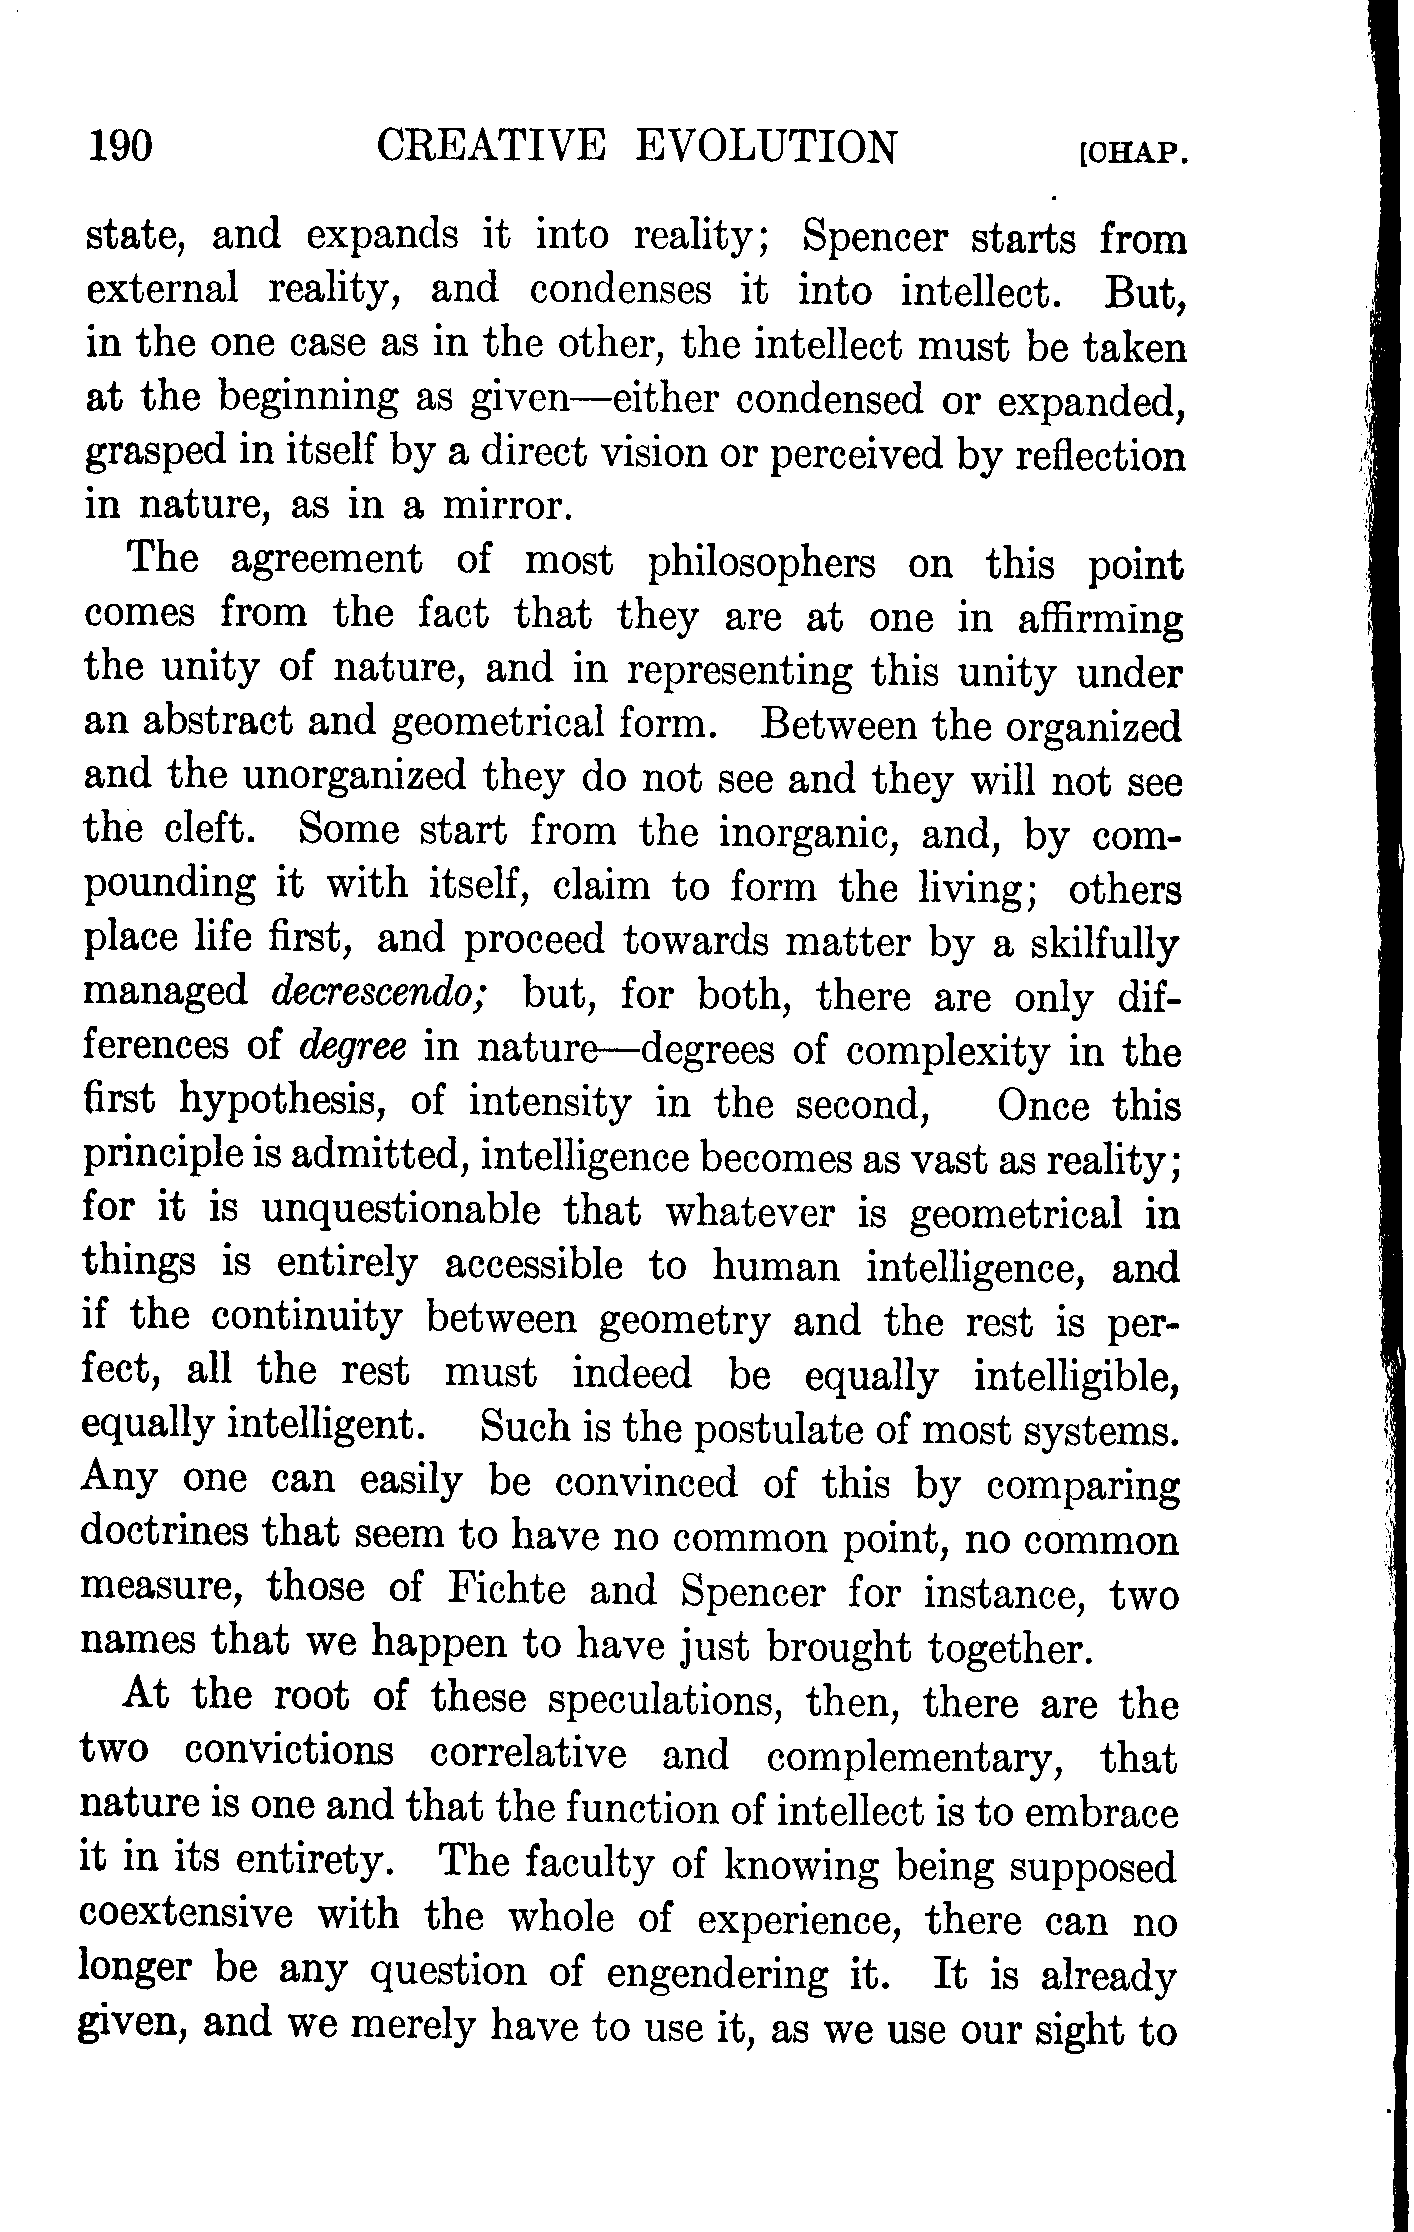 190 CREATIVE EVOLUTION [CHAP.
state, and expands it into reality; Spencer starts from
external reality, and condenses it into intellect. But,
in the one case as in the other, the intellect must be taken
at the beginning as given—either condensed or expanded,
grasped in itself by a direct vision or perceived by reflection
in nature, as in a mirror.
The agreement of most philosophers on this point
comes from the fact that they are at one in affirming
the unity of nature, and in representing this unity under
an abstract and geometrical form. Between the organized
and the unorganized they do not see and they will not see
the cleft. Some start from the inorganic, and, by com-
pounding it with itself, claim to form the living; others
place life first, and proceed towards matter by a skilfully
managed decrescendo; but, for both, there are only dif-
ferences of degree in nature—degrees of complexity in the
first hypothesis, of intensity in the second, Once this
principle is admitted, intelligence becomes as vast as reality;
for it is unquestionable that whatever is geometrical in
things is entirely accessible to human intelligence, and
if the continuity between geometry and the rest is per-
fect, all the rest must indeed be equally intelligible,
equally intelligent. Such is the postulate of most systems.
Any one can easily be convinced of this by comparing
doctrines that seem to have no common point, no common
measure, those of Fichte and Spencer for instance, two
names that we happen to have just brought together.
At the root of these speculations, then, there are the
two convictions correlative and complementary, that
nature is one and that the function of intellect is to embrace
it in its entirety. The faculty of knowing being supposed
coextensive with the whole of experience, there can no
longer be any question of engendering it. It is already
given, and we merely have to use it, as we use our sight to